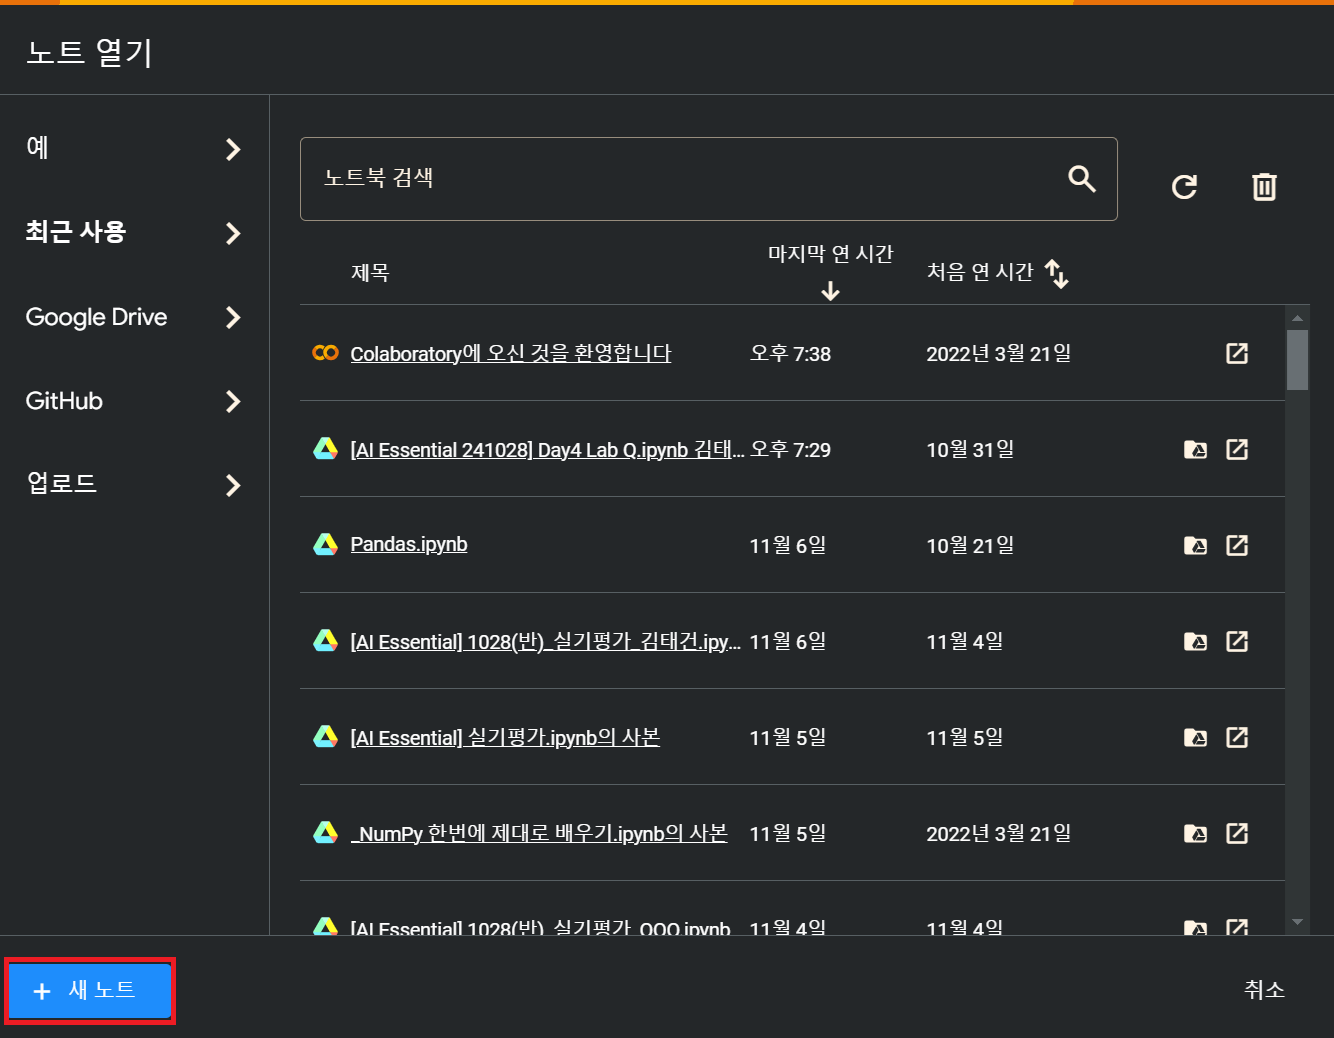 노트 열기
예
최근 사용
Google Drive
GitHub
업로드
노트북 검색
제목
마지막 연 시간
처음 연 시간
Colaboratory에 오신 것을 환영합니다 오후 7:38 2022년 3월 21일
[AI Essential 241028] Day4 Lab Q.ipynb 김태... 오후 7:29 10월 31일
Pandas.ipynb 11월 6일 10월 21일
[AI Essential] 1028(반)_실기평가_김태건.ipy... 11월 6일 11월 4일
[AI Essential] 실기평가.ipynb의 사본 11월 5일 11월 5일
_NumPy 한번에 제대로 배우기.ipynb의 사본 11월 5일 2022년 3월 21일
[AI Essential] 1028(반)_실기평가_OOO.ipynb 11월 4일 11월 4일
+ 새 노트
취소